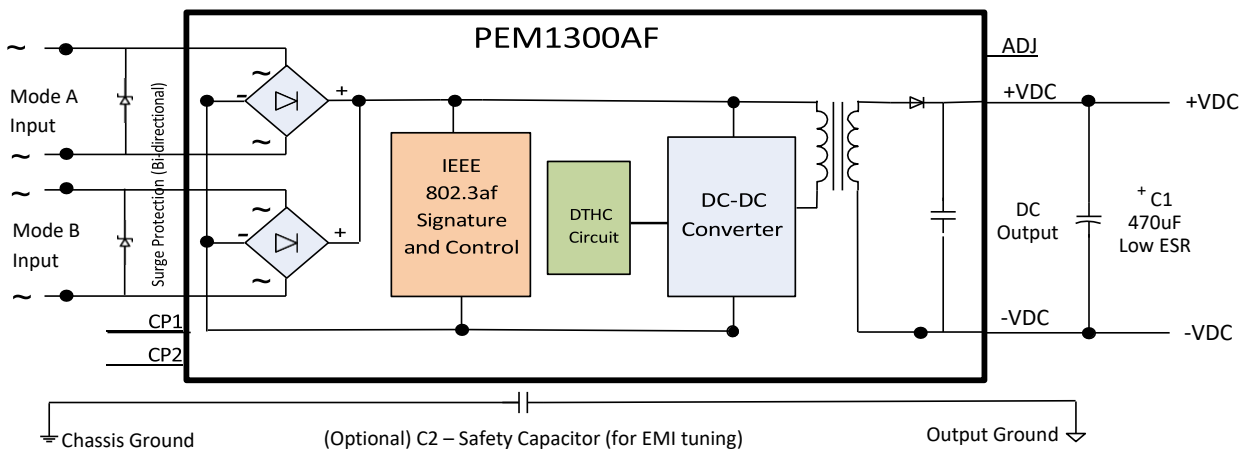 PEM1300AF
ADJ
~
Mode A
Input
~
~
Mode B
Input
~
Surge Protection (Bi-directional)
~
-
+
~
~
-
+
~
IEEE
802.3af
Signature
and Control
DTHC
Circuit
DC-DC
Converter
+VDC
+VDC
DC
Output
+ C1
470uF
Low ESR
-VDC
-VDC
CP1
CP2
Chassis Ground
(Optional) C2 – Safety Capacitor (for EMI tuning)
Output Ground